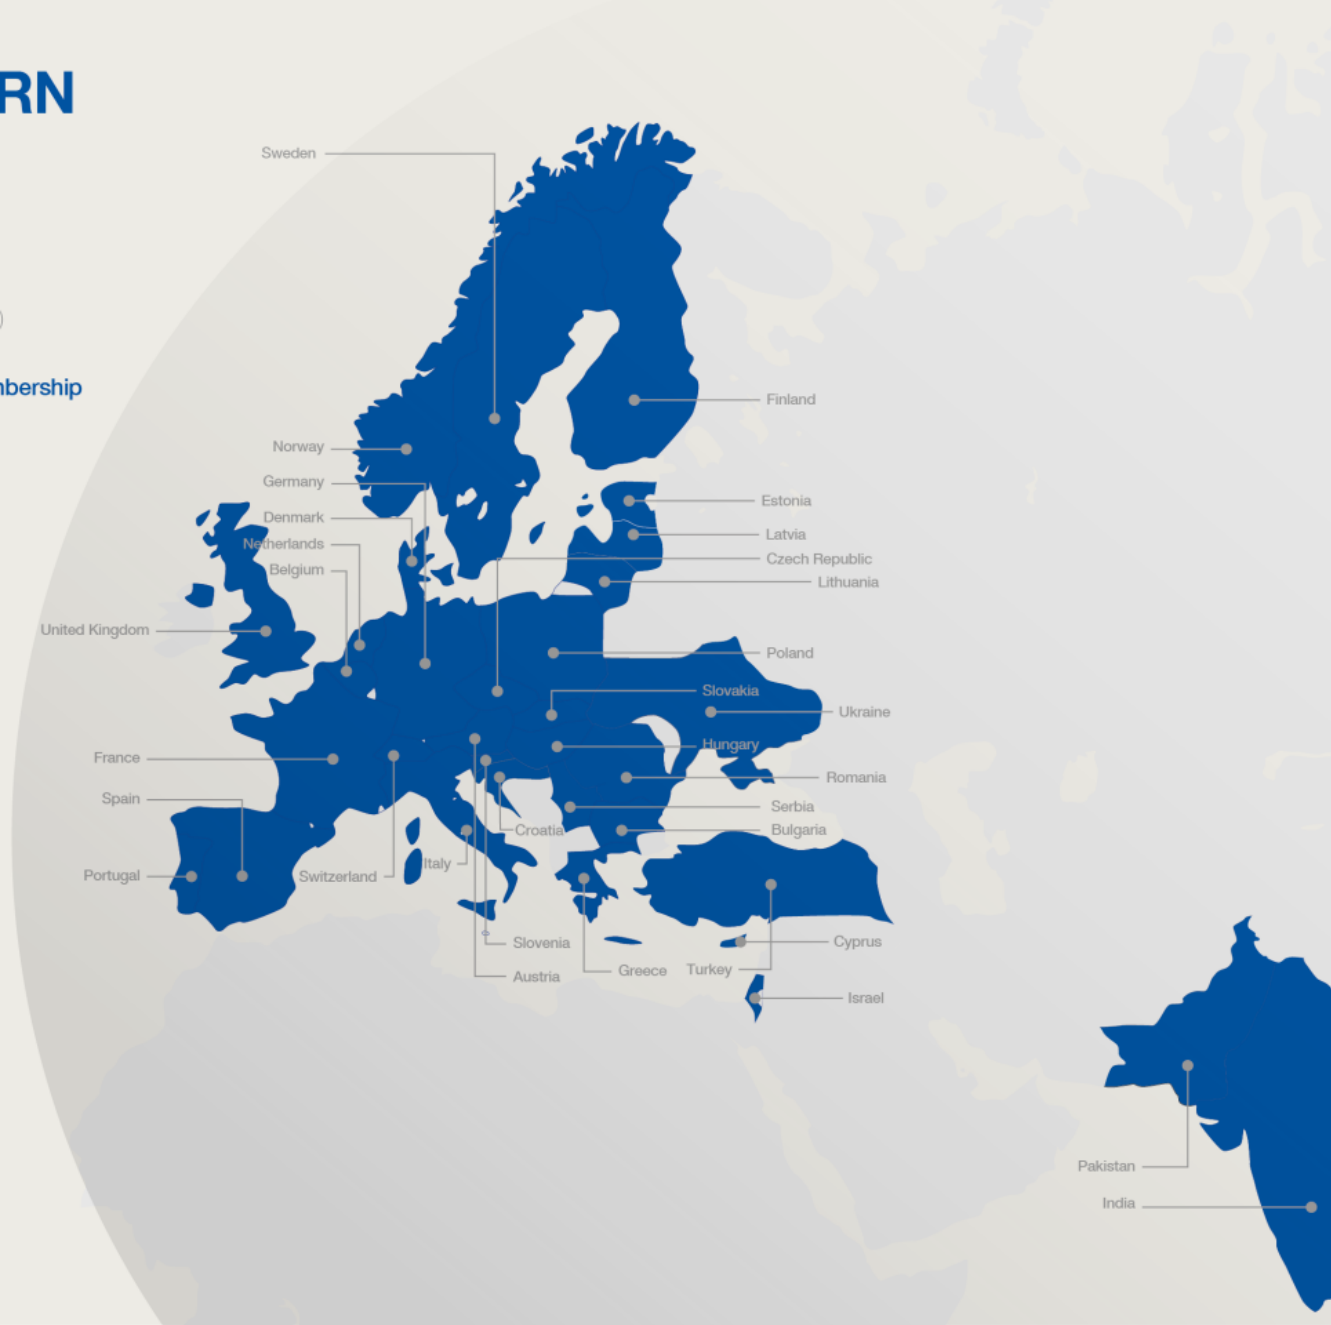 RN
Sweden
mbership
Finland
Norway
Germany
Estonia
Denmark
Latvia
Netherlands
Czech Republic
Belgium
Lithuania
United Kingdom
Poland
Slovakia
Ukraine
Hungary
France
Romania
Spain
Serbia
Croatia
Bulgaria
Italy
Portugal
Switzerland
Slovenia
Cyprus
Greece
Turkey
Austria
Israel
Pakistan
India